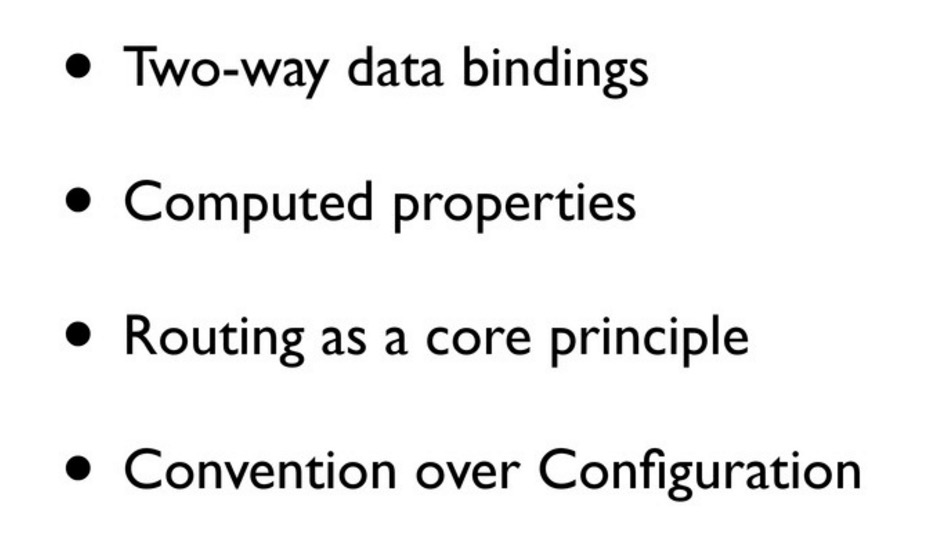 • Two-way data bindings
• Computed properties
• Routing as a core principle
• Convention over Configuration